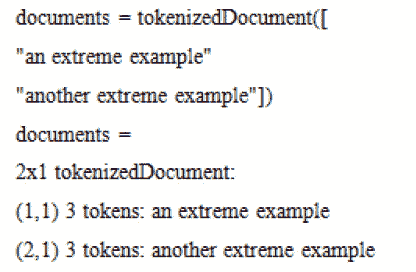 documents = tokenizedDocument([
"an extreme example"
"another extreme example"])
documents =
2x1 tokenizedDocument:
(1,1) 3 tokens: an extreme example
(2,1) 3 tokens: another extreme example